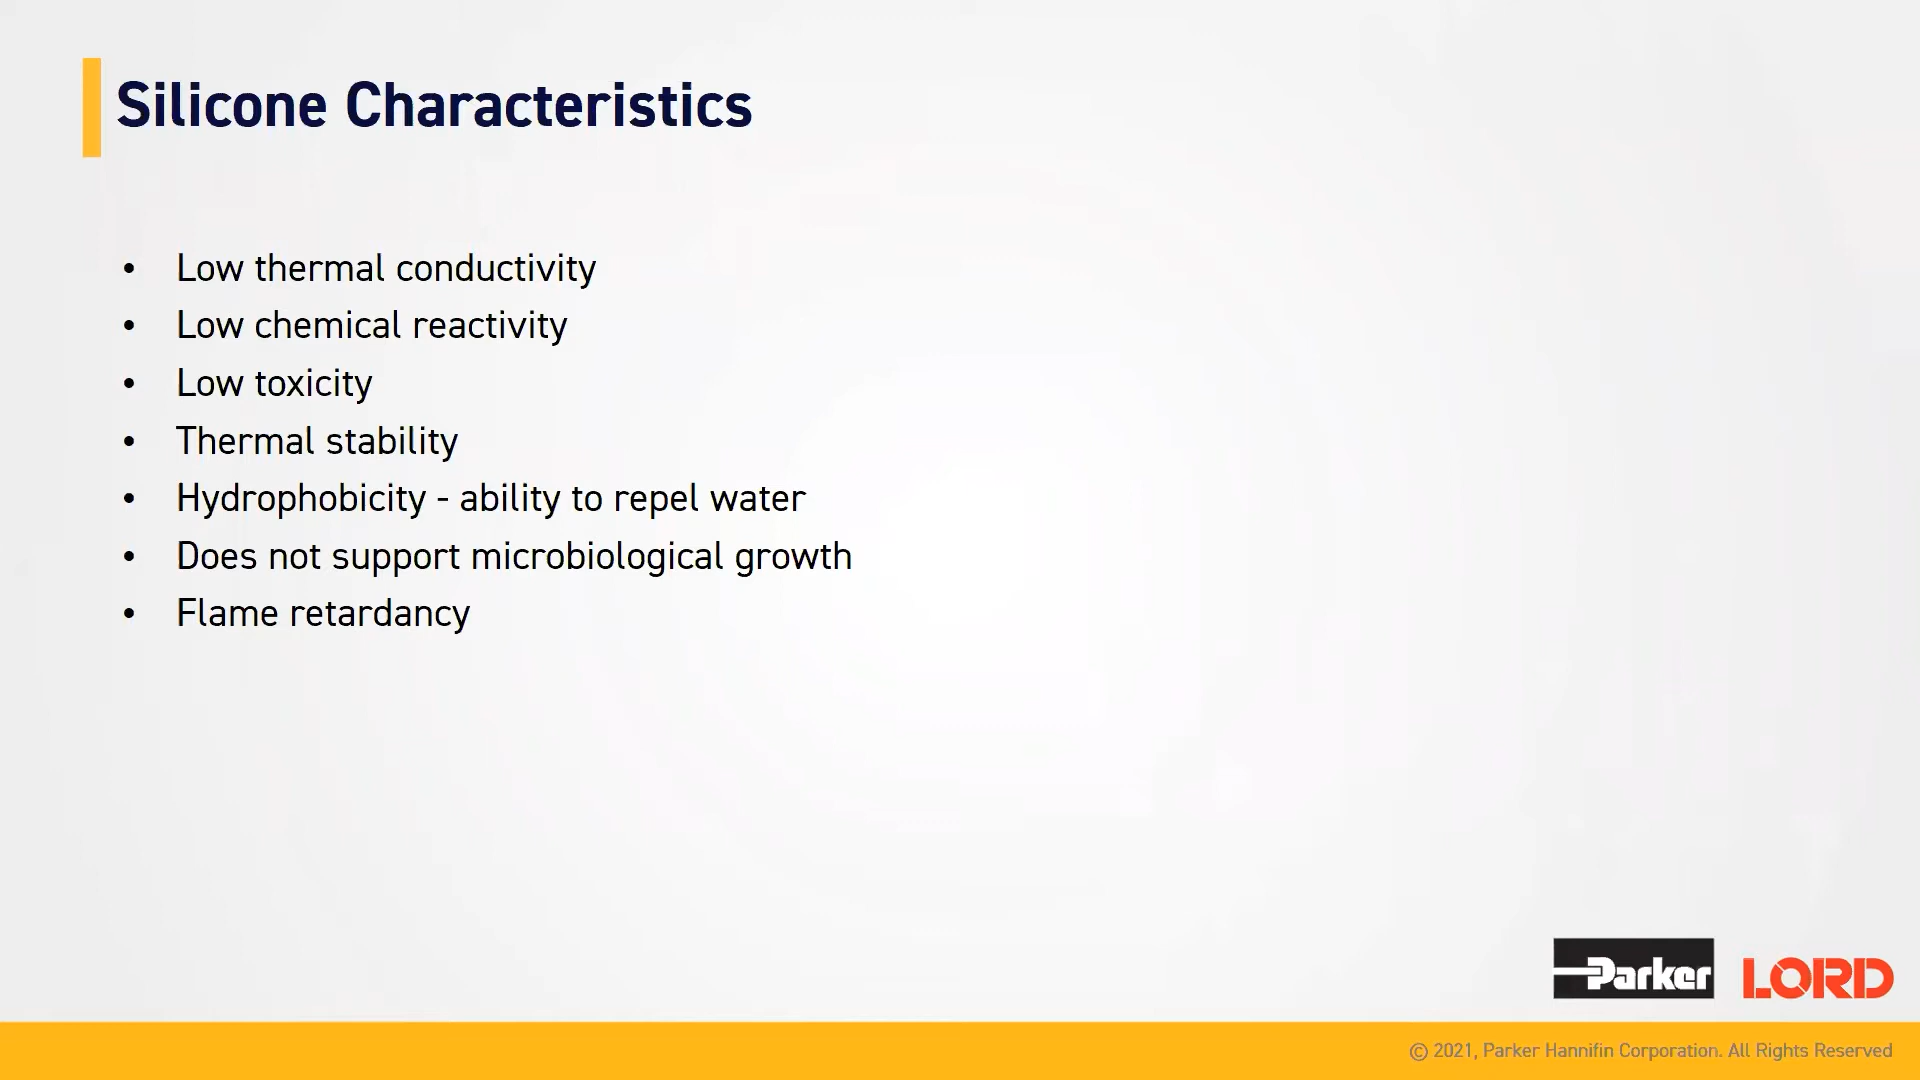 Silicone Characteristics
• Low thermal conductivity
• Low chemical reactivity
• Low toxicity
• Thermal stability
• Hydrophobicity - ability to repel water
• Does not support microbiological growth
• Flame retardancy
Parker LORD
© 2021, Parker Hannifin Corporation. All Rights Reserved